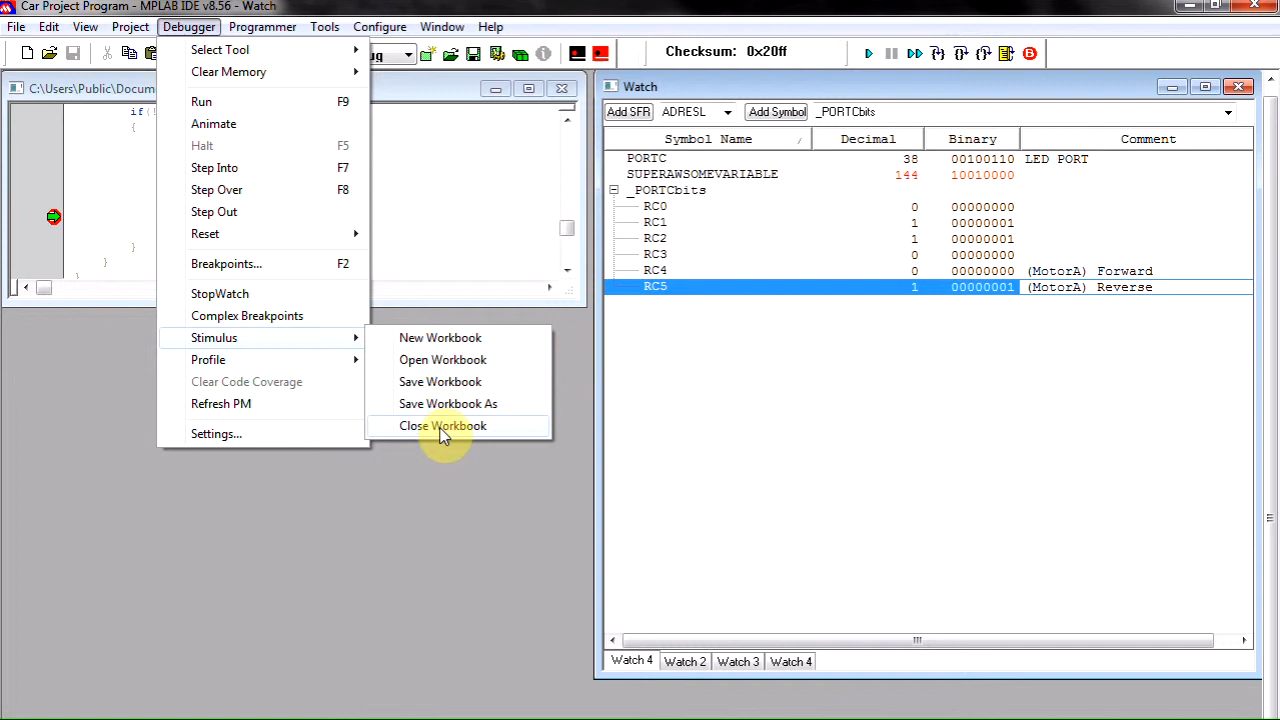 Car Project Program - MPLAB IDE v8.56 - Watch
File Edit View Project Debugger Programmer Tools Configure Window Help
Checksum: 0x20ff
C:\Users\Public\Docum
if(!
{
}
}
Select Tool
Clear Memory
Run F9
Animate
Halt F5
Step Into F7
Step Over F8
Step Out
Reset
Breakpoints... F2
StopWatch
Complex Breakpoints
Stimulus
Profile
Clear Code Coverage
Refresh PM
Settings...
New Workbook
Open Workbook
Save Workbook
Save Workbook As
Close Workbook
Watch
Add SFR ADRESL Add Symbol _PORTCbits
Symbol Name Decimal Binary Comment
PORTC 38 00100110 LED PORT
SUPERAWSOMEVARIABLE 144 10010000
_PORTCbits
RC0 0 00000000
RC1 1 00000001
RC2 1 00000001
RC3 0 00000000
RC4 0 00000000 (MotorA) Forward
RC5 1 00000001 (MotorA) Reverse
Watch 4 Watch 2 Watch 3 Watch 4